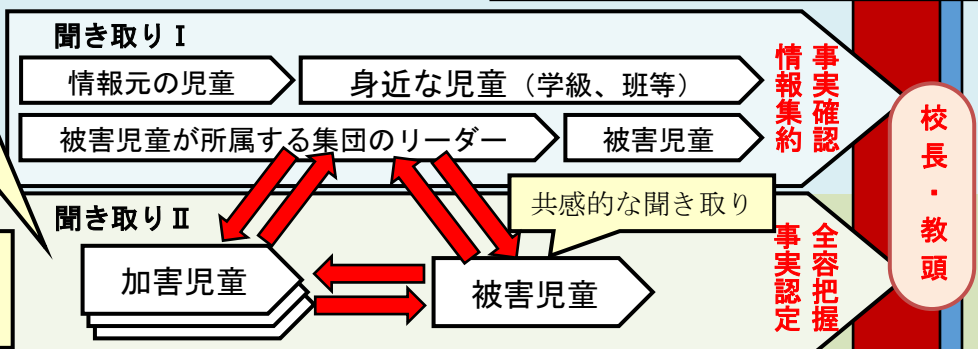 聞き取りⅠ
情報元の児童
身近な児童（学級、班等）
被害児童が所属する集団のリーダー
被害児童
事実確認
情報集約
聞き取りⅡ
共感的な聞き取り
加害児童
被害児童
全容把握
事実認定
校長・教頭